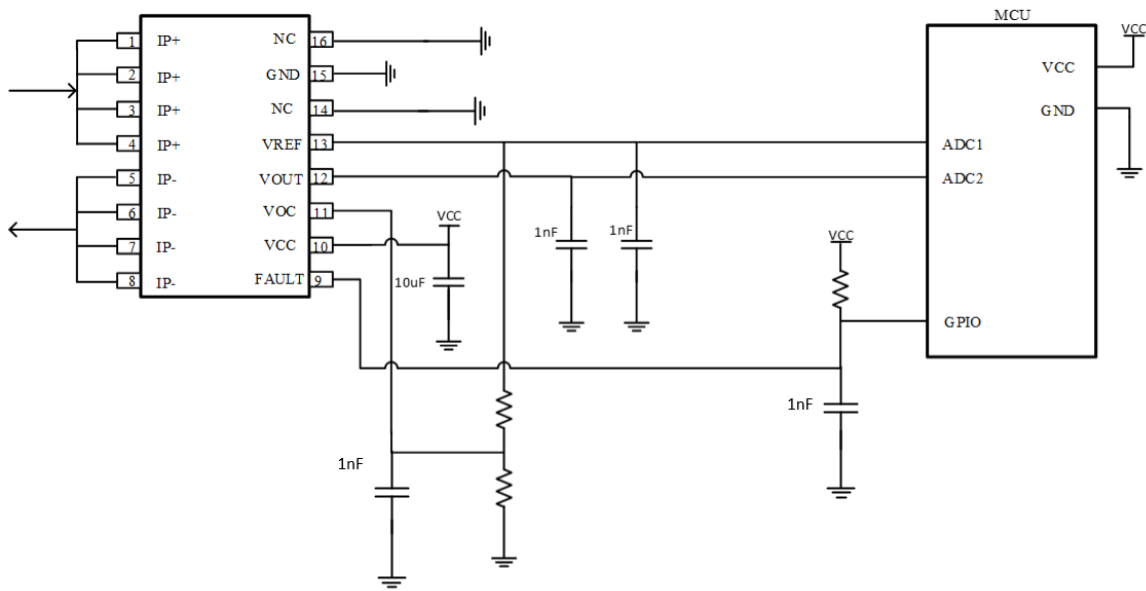 MCU
1 IP+ NC 16
2 IP+ GND 15
3 IP+ NC 14
4 IP+ VREF 13
5 IP- VOUT 12
6 IP- VOC 11
7 IP- VCC 10
8 IP- FAULT 9
VCC
10uF
1nF
1nF
1nF
VCC
1nF
VCC
VCC
GND
ADC1
ADC2
GPIO